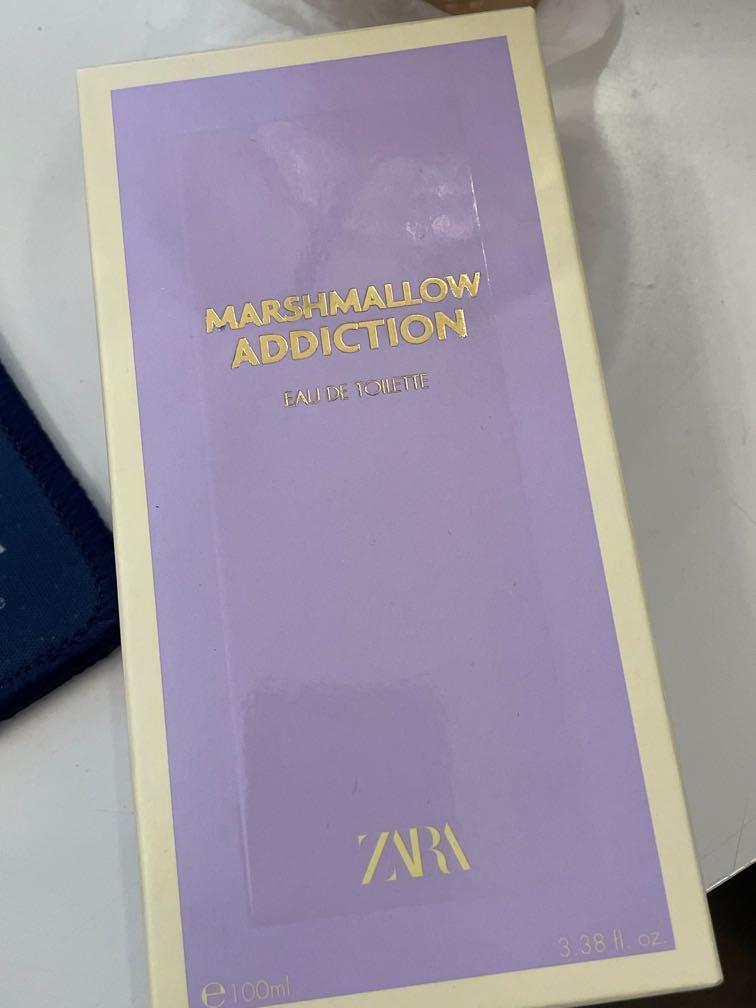 MARSHMALLOW
ADDICTION
EAU DE TOILETTE
ZARA
3.38 fl. oz.
℮100ml